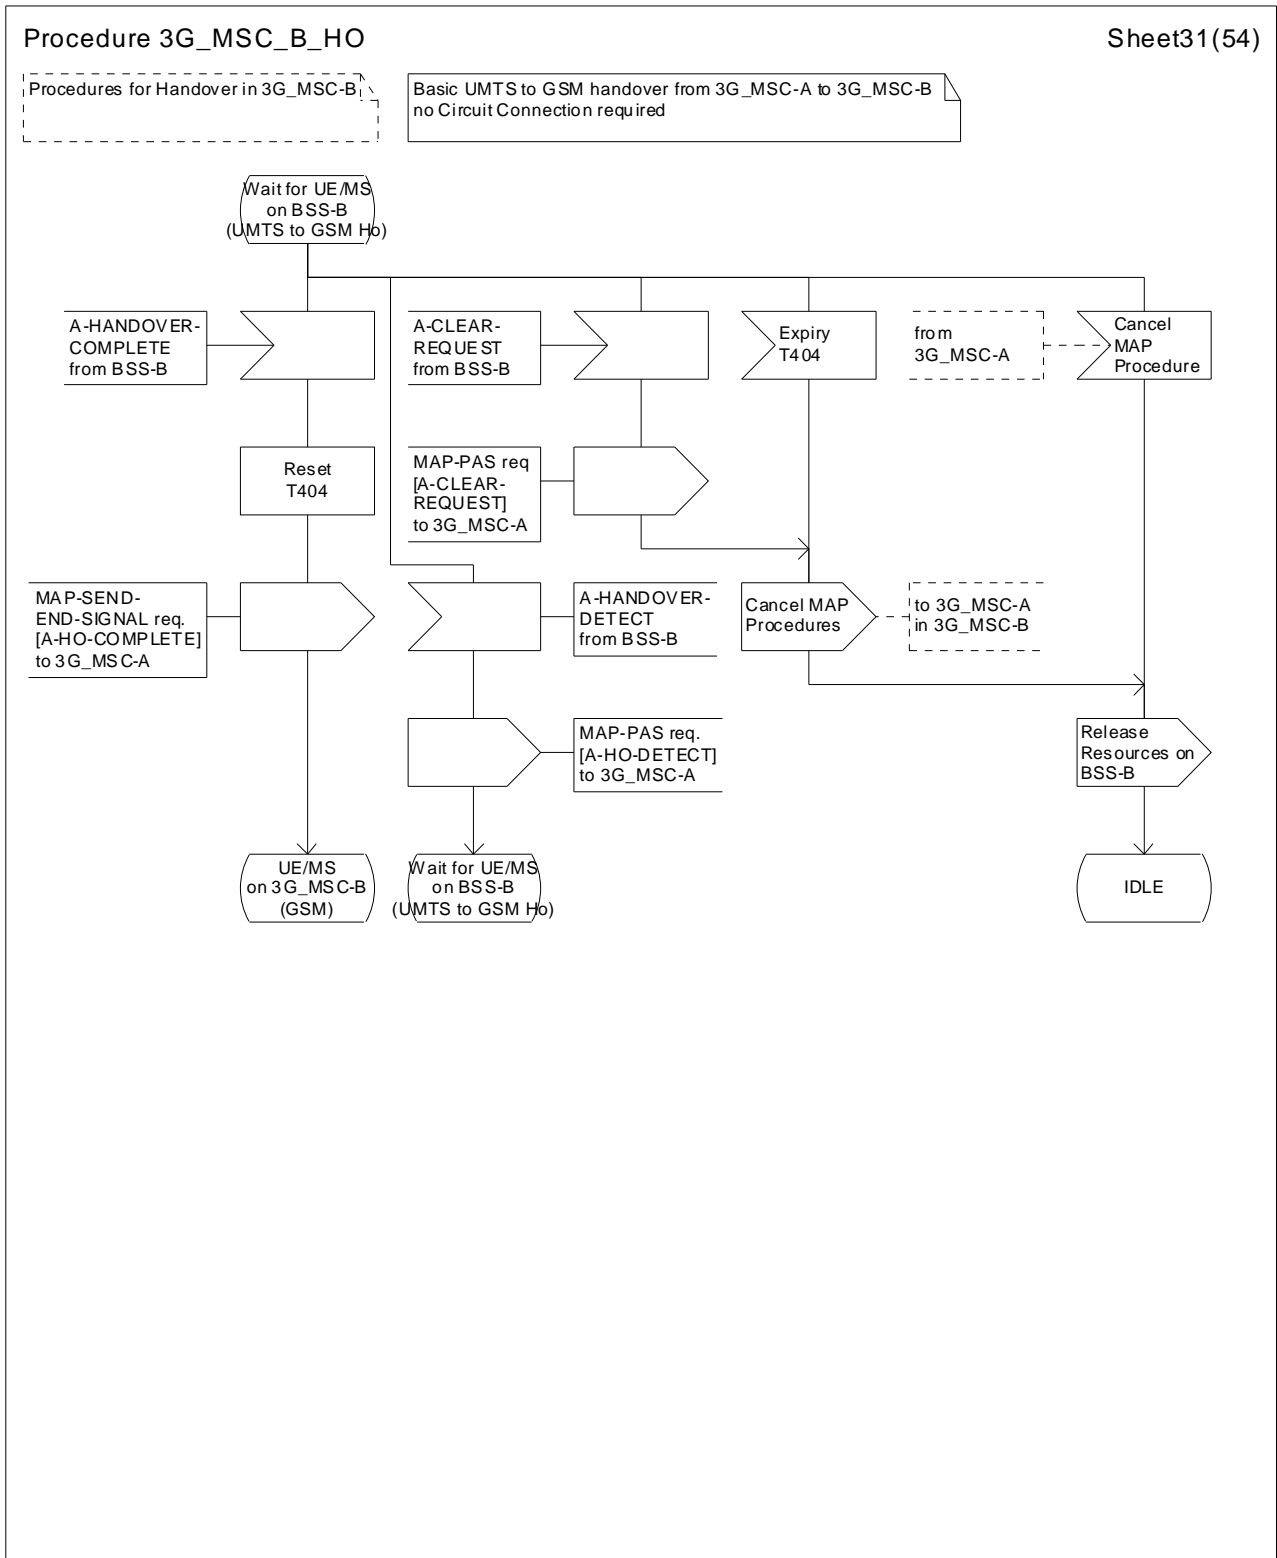 Procedure 3G_MSC_B_HO
Sheet31(54)
Procedures for Handover in 3G_MSC-B
Basic UMTS to GSM handover from 3G_MSC-A to 3G_MSC-B
no Circuit Connection required
Wait for UE/MS
on BSS-B
(UMTS to GSM Ho)
A-HANDOVER-
COMPLETE
from BSS-B
A-CLEAR-
REQUEST
from BSS-B
Expiry
T404
from
3G_MSC-A
Cancel
MAP
Procedure
Reset
T404
MAP-PAS req
[A-CLEAR-
REQUEST]
to 3G_MSC-A
MAP-SEND-
END-SIGNAL req.
[A-HO-COMPLETE]
to 3G_MSC-A
A-HANDOVER-
DETECT
from BSS-B
Cancel MAP
Procedures
to 3G_MSC-A
in 3G_MSC-B
MAP-PAS req.
[A-HO-DETECT]
to 3G_MSC-A
Release
Resources on
BSS-B
UE/MS
on 3G_MSC-B
(GSM)
Wait for UE/MS
on BSS-B
(UMTS to GSM Ho)
IDLE